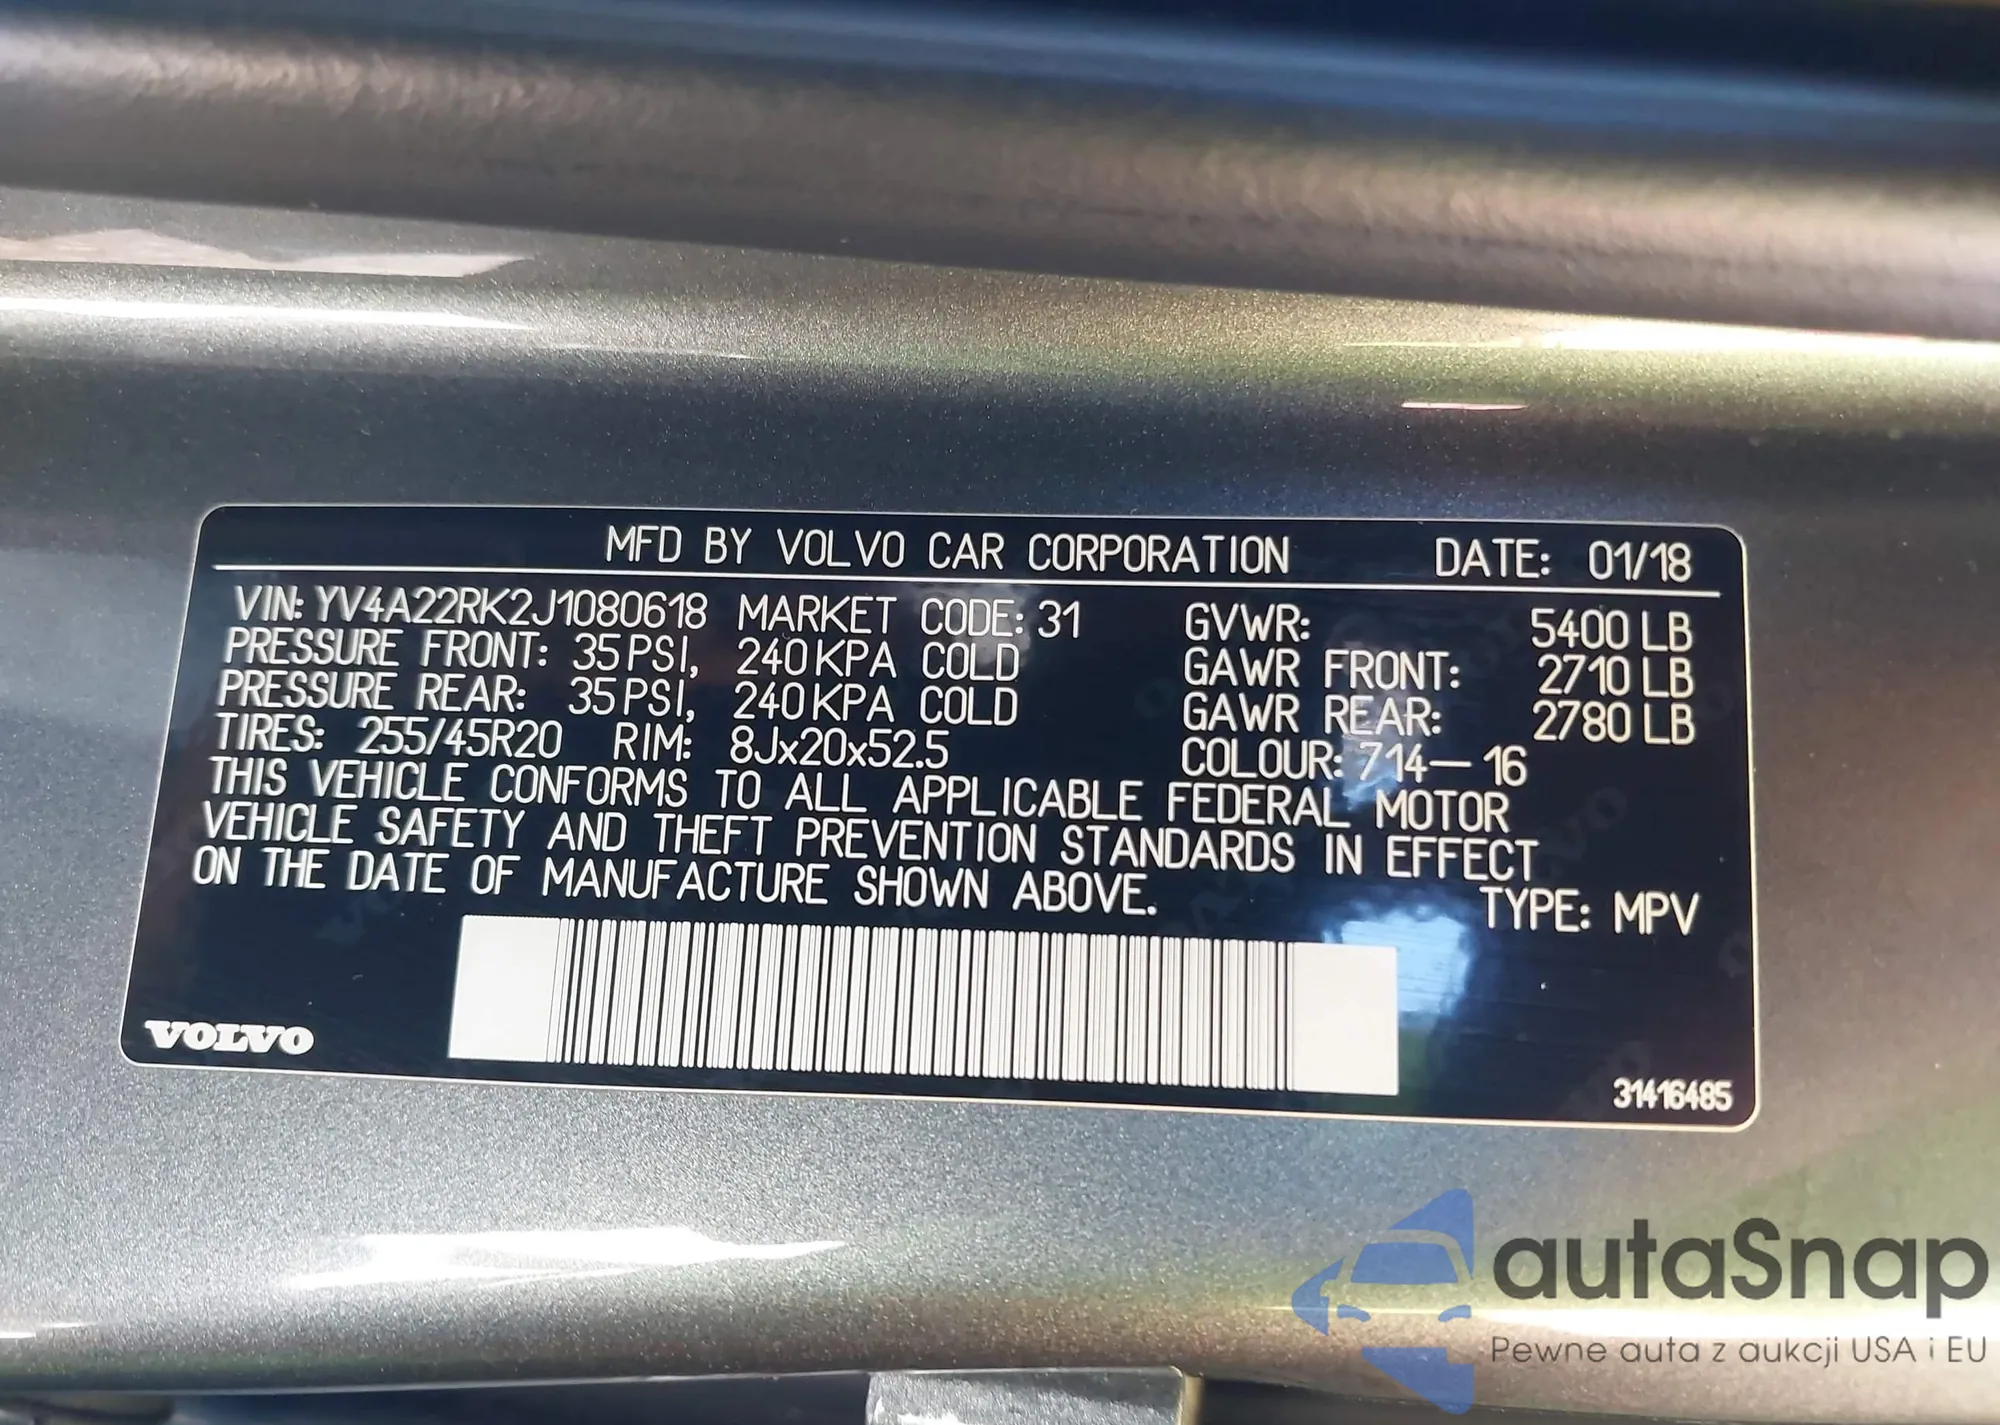 MFD BY VOLVO CAR CORPORATION DATE: 01/18
VIN: YV4A22RK2J1080618 MARKET CODE: 31 GVWR: 5400 LB
PRESSURE FRONT: 35 PSI, 240 KPA COLD GAWR FRONT: 2710 LB
PRESSURE REAR: 35 PSI, 240 KPA COLD GAWR REAR: 2780 LB
TIRES: 255/45R20 RIM: 8Jx20x52.5 COLOUR: 714-16
THIS VEHICLE CONFORMS TO ALL APPLICABLE FEDERAL MOTOR
VEHICLE SAFETY AND THEFT PREVENTION STANDARDS IN EFFECT
ON THE DATE OF MANUFACTURE SHOWN ABOVE. TYPE: MPV
VOLVO
31416485
autaSnap
Pewne auta z aukcji USA i EU